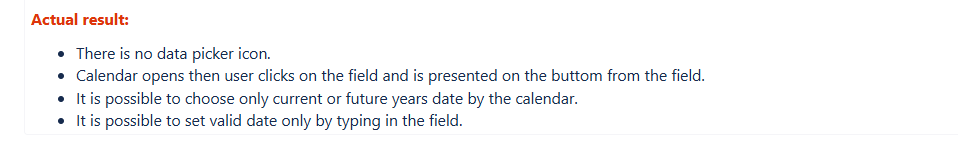 Actual result:
• There is no data picker icon.
• Calendar opens then user clicks on the field and is presented on the buttom from the field.
• It is possible to choose only current or future years date by the calendar.
• It is possible to set valid date only by typing in the field.